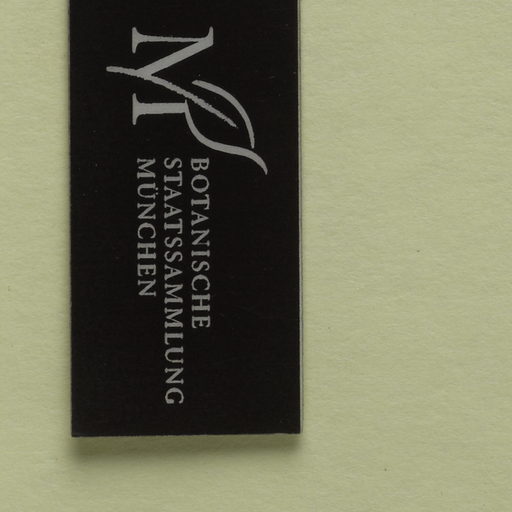 M
BOTANISCHE
STAATSSAMMLUNG
MÜNCHEN